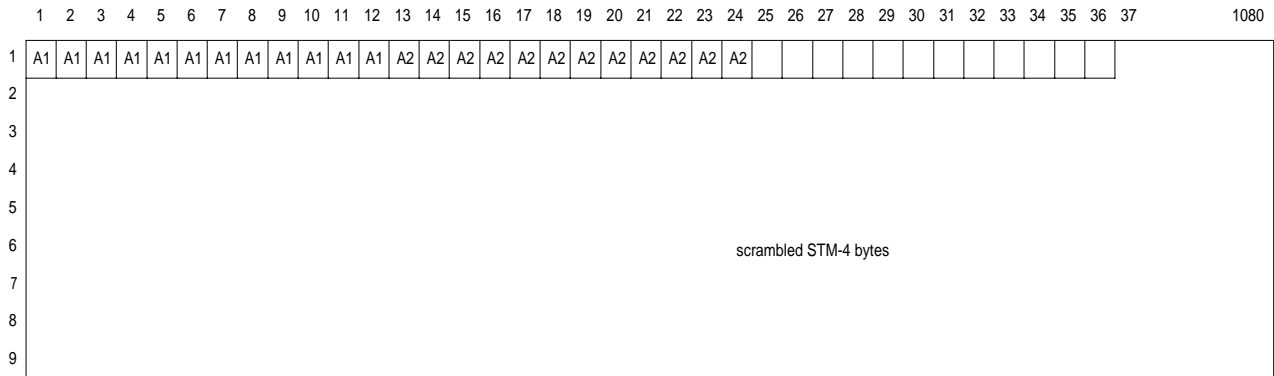 1 2 3 4 5 6 7 8 9 10 11 12 13 14 15 16 17 18 19 20 21 22 23 24 25 26 27 28 29 30 31 32 33 34 35 36 37 1080
1 A1 A1 A1 A1 A1 A1 A1 A1 A1 A1 A1 A1 A2 A2 A2 A2 A2 A2 A2 A2 A2 A2 A2 A2
2
3
4
5
6 scrambled STM-4 bytes
7
8
9